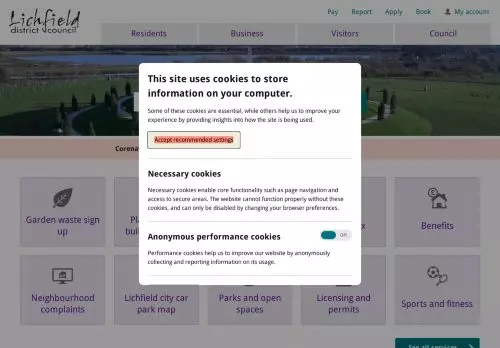 Lichfield
district council
Pay Report Apply Book My account
Residents Business Visitors Council
This site uses cookies to store
information on your computer.
Some of these cookies are essential, while others help us to improve your
experience by providing insights into how the site is being used.
Accept recommended settings
Necessary cookies
Necessary cookies enable core functionality such as page navigation and
access to secure areas. The website cannot function properly without these
cookies, and can only be disabled by changing your browser preferences.
Anonymous performance cookies
Off
Performance cookies help us to improve our website by anonymously
collecting and reporting information on its usage.
Garden waste sign
up
Benefits
Neighbourhood
complaints
Lichfield city car
park map
Parks and open
spaces
Licensing and
permits
Sports and fitness
See all services